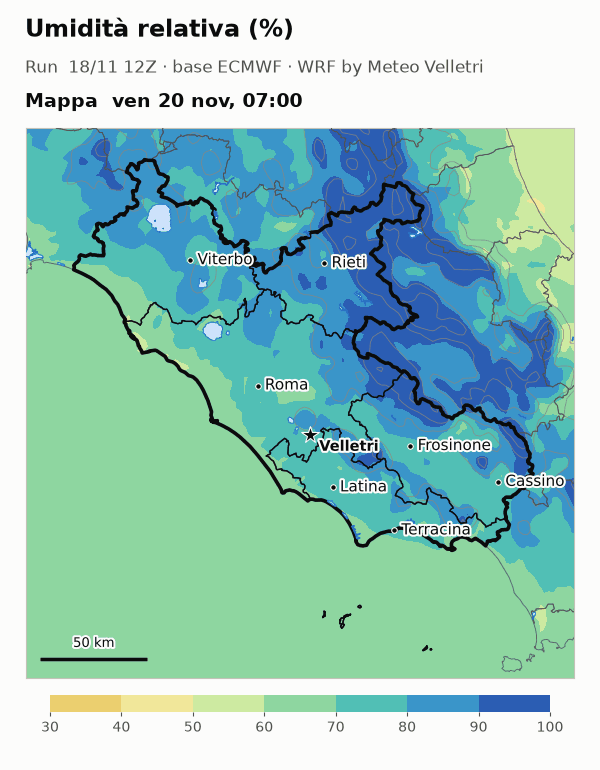 Umidità relativa (%)
Run  18/11 12Z · base ECMWF · WRF by Meteo Velletri
Mappa  ven 20 nov, 07:00
Viterbo
Rieti
Roma
Velletri
Frosinone
Latina
Cassino
Terracina
50 km
30 40 50 60 70 80 90 100